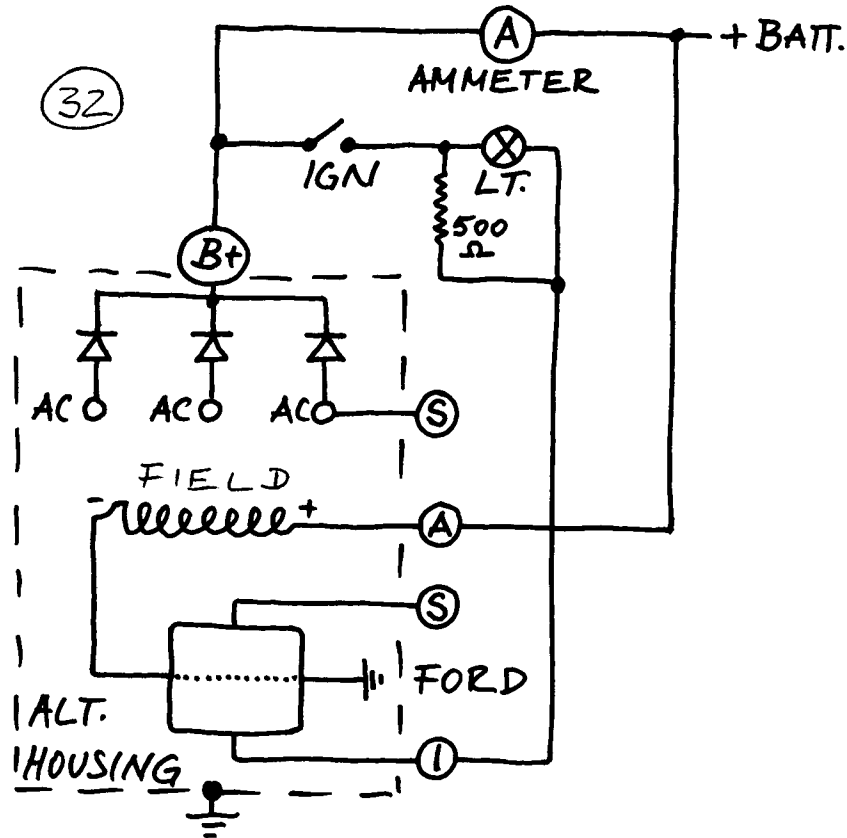 + BATT.
A
AMMETER
32
IGN
LT.
500
Ω
B+
AC
AC
AC
S
FIELD
- +
A
S
FORD
ALT.
HOUSING
I